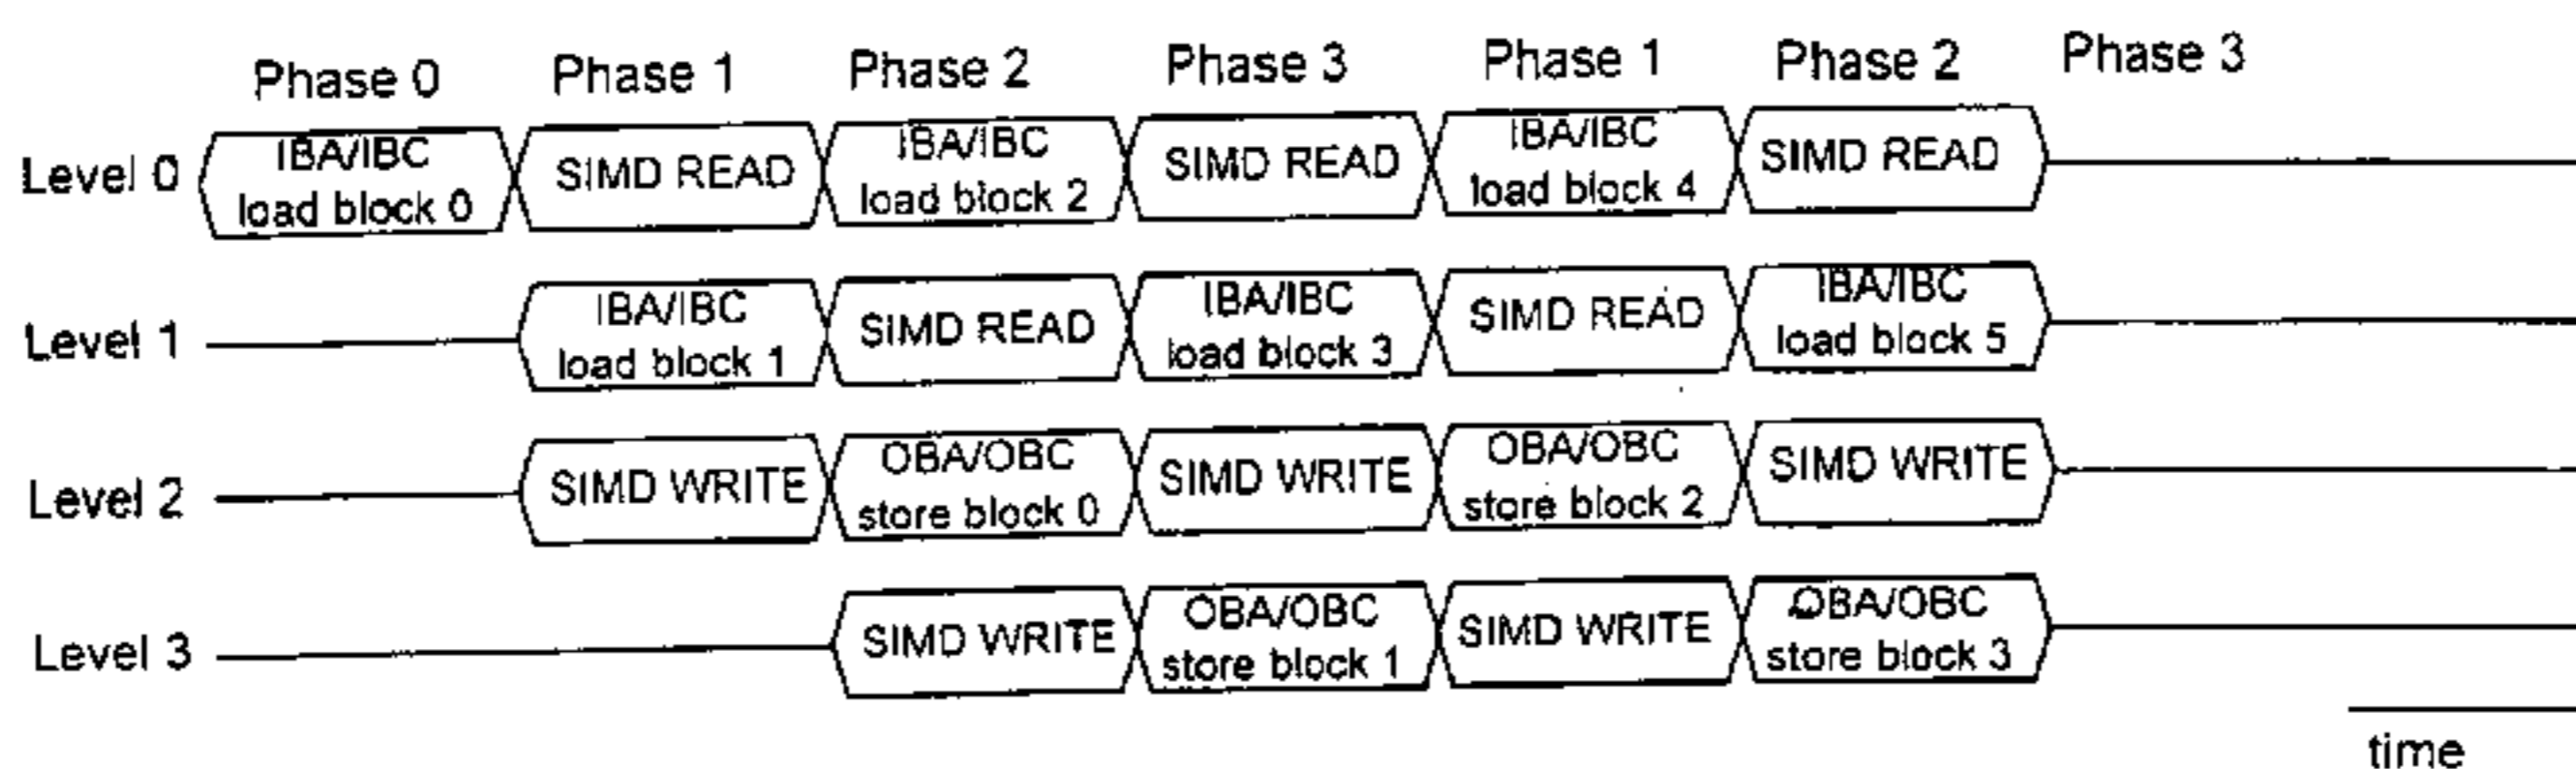 Phase 0 Phase 1 Phase 2 Phase 3 Phase 1 Phase 2 Phase 3
Level 0
IBA/IBC
load block 0
SIMD READ
IBA/IBC
load block 2
SIMD READ
IBA/IBC
load block 4
SIMD READ
Level 1
IBA/IBC
load block 1
SIMD READ
IBA/IBC
load block 3
SIMD READ
IBA/IBC
load block 5
Level 2
SIMD WRITE
OBA/OBC
store block 0
SIMD WRITE
OBA/OBC
store block 2
SIMD WRITE
Level 3
SIMD WRITE
OBA/OBC
store block 1
SIMD WRITE
OBA/OBC
store block 3
time